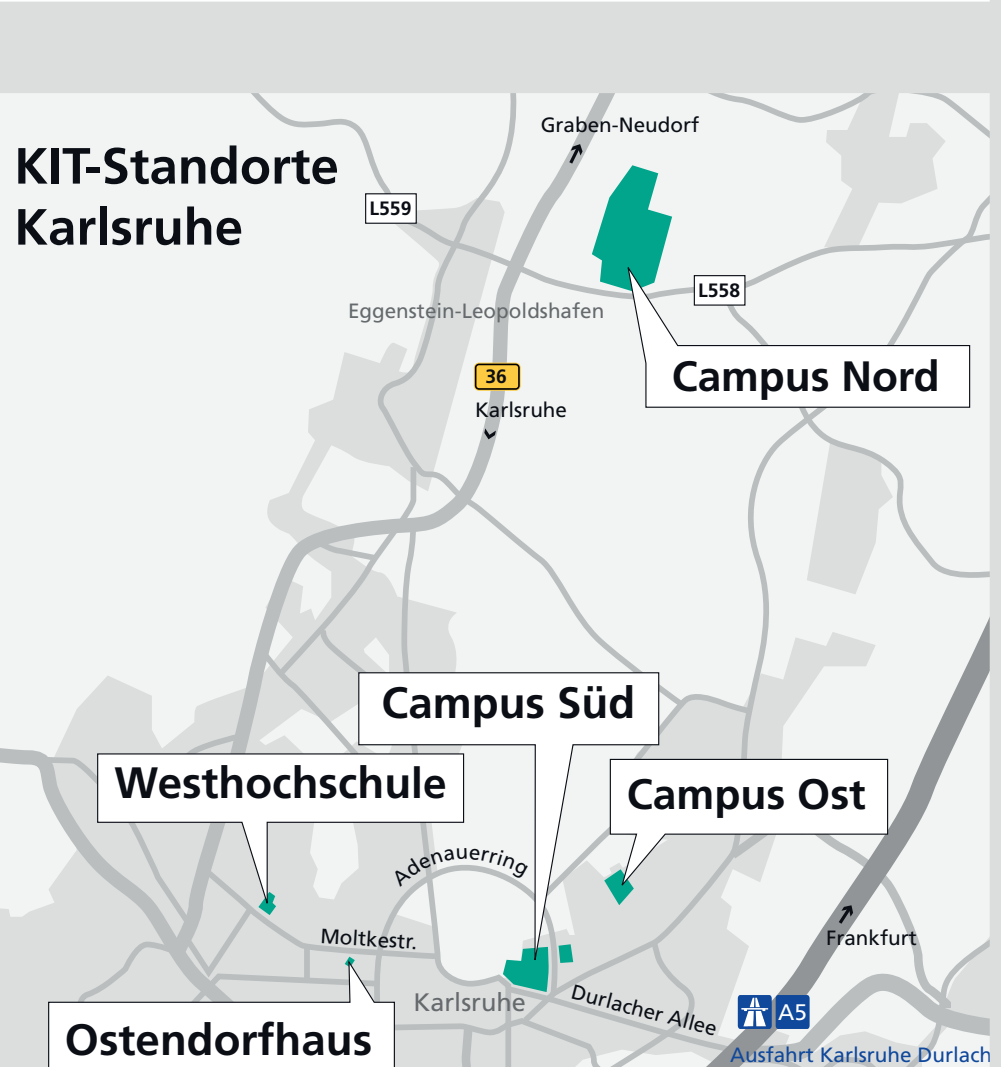 KIT-Standorte
Karlsruhe
Graben-Neudorf
L559
L558
Eggenstein-Leopoldshafen
36
Karlsruhe
Campus Nord
Campus Süd
Westhochschule
Campus Ost
Adenauerring
Moltkestr.
Frankfurt
Karlsruhe
Durlacher Allee
A5
Ostendorfhaus
Ausfahrt Karlsruhe Durlach